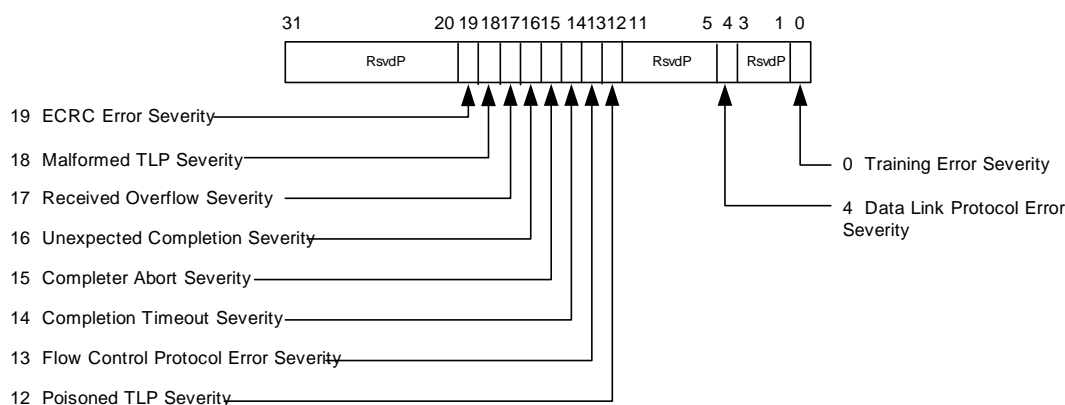 31 20 19 18 17 16 15 14 13 12 11 5 4 3 1 0
RsvdP RsvdP RsvdP
19 ECRC Error Severity
18 Malformed TLP Severity
17 Received Overflow Severity
16 Unexpected Completion Severity
15 Completer Abort Severity
14 Completion Timeout Severity
13 Flow Control Protocol Error Severity
12 Poisoned TLP Severity
0 Training Error Severity
4 Data Link Protocol Error
Severity